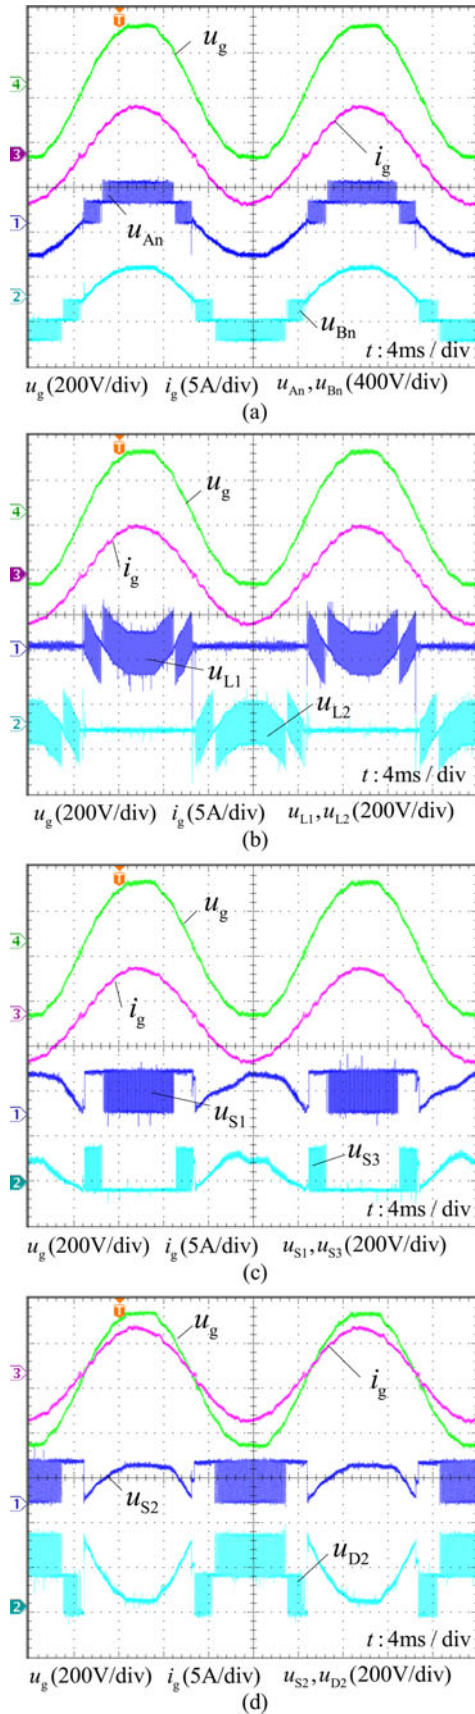 T
u_g
4
3
i_g
1
u_An
2
u_Bn
t : 4ms / div
u_g(200V/div) i_g(5A/div) u_An,u_Bn(400V/div)
(a)
T
u_g
4
i_g
3
1
u_L1
2
u_L2
t : 4ms / div
u_g(200V/div) i_g(5A/div) u_L1,u_L2(200V/div)
(b)
T
u_g
4
i_g
3
1
u_S1
u_S3
2
t : 4ms / div
u_g(200V/div) i_g(5A/div) u_S1,u_S3(200V/div)
(c)
T
u_g
3
i_g
1
u_S2
u_D2
2
t : 4ms / div
u_g(200V/div) i_g(5A/div) u_S2,u_D2(200V/div)
(d)